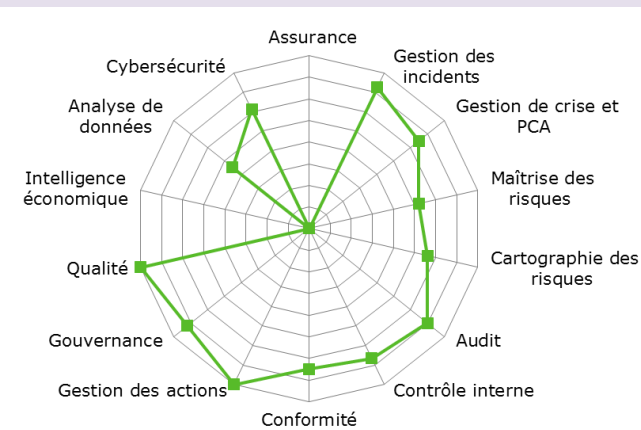 Assurance
Gestion des
incidents
Gestion de crise et
PCA
Maîtrise des
risques
Cartographie des
risques
Audit
Contrôle interne
Conformité
Gestion des actions
Gouvernance
Qualité
Intelligence
économique
Analyse de
données
Cybersécurité